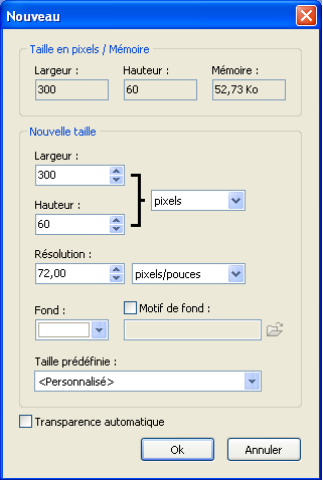 Nouveau
Taille en pixels / Mémoire
Largeur : Hauteur : Mémoire :
300 60 52,73 Ko
Nouvelle taille
Largeur :
300
pixels
Hauteur :
60
Résolution :
72,00 pixels/pouces
Fond : Motif de fond :
Taille prédéfinie :
<Personnalisé>
Transparence automatique
Ok Annuler